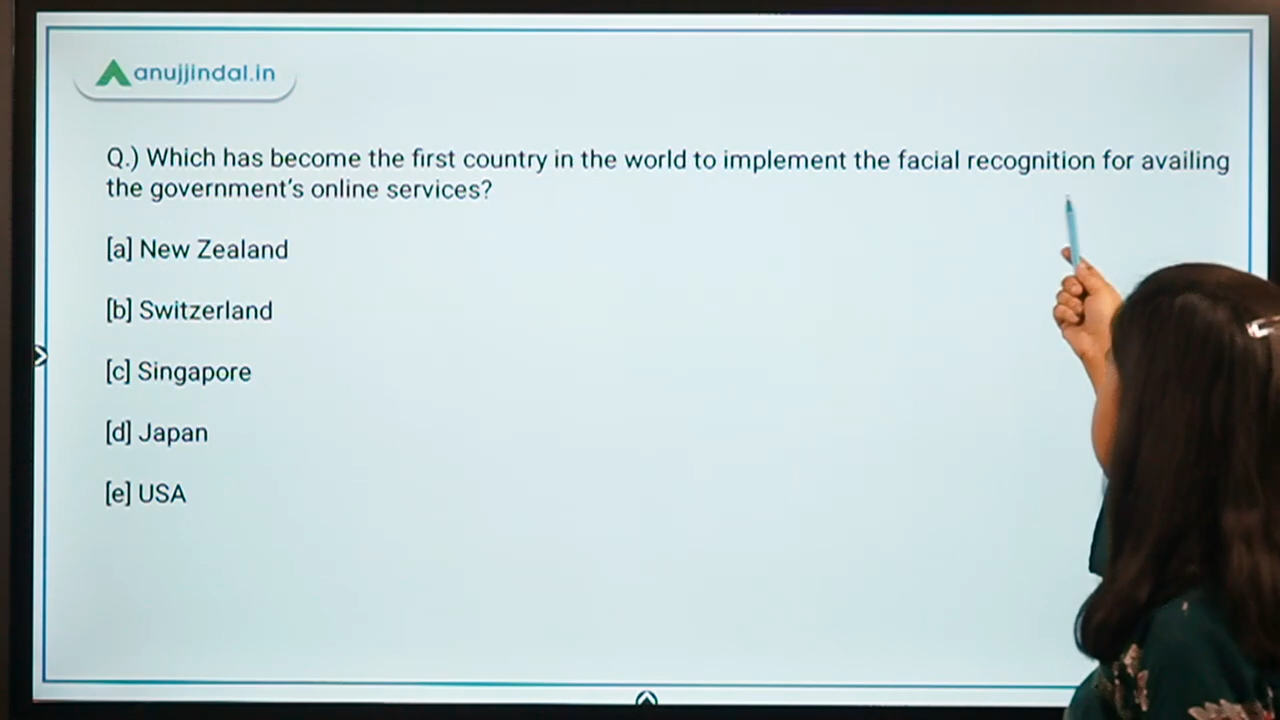 anujjindal.in
Q.) Which has become the first country in the world to implement the facial recognition for availing
the government's online services?
[a] New Zealand
[b] Switzerland
[c] Singapore
[d] Japan
[e] USA